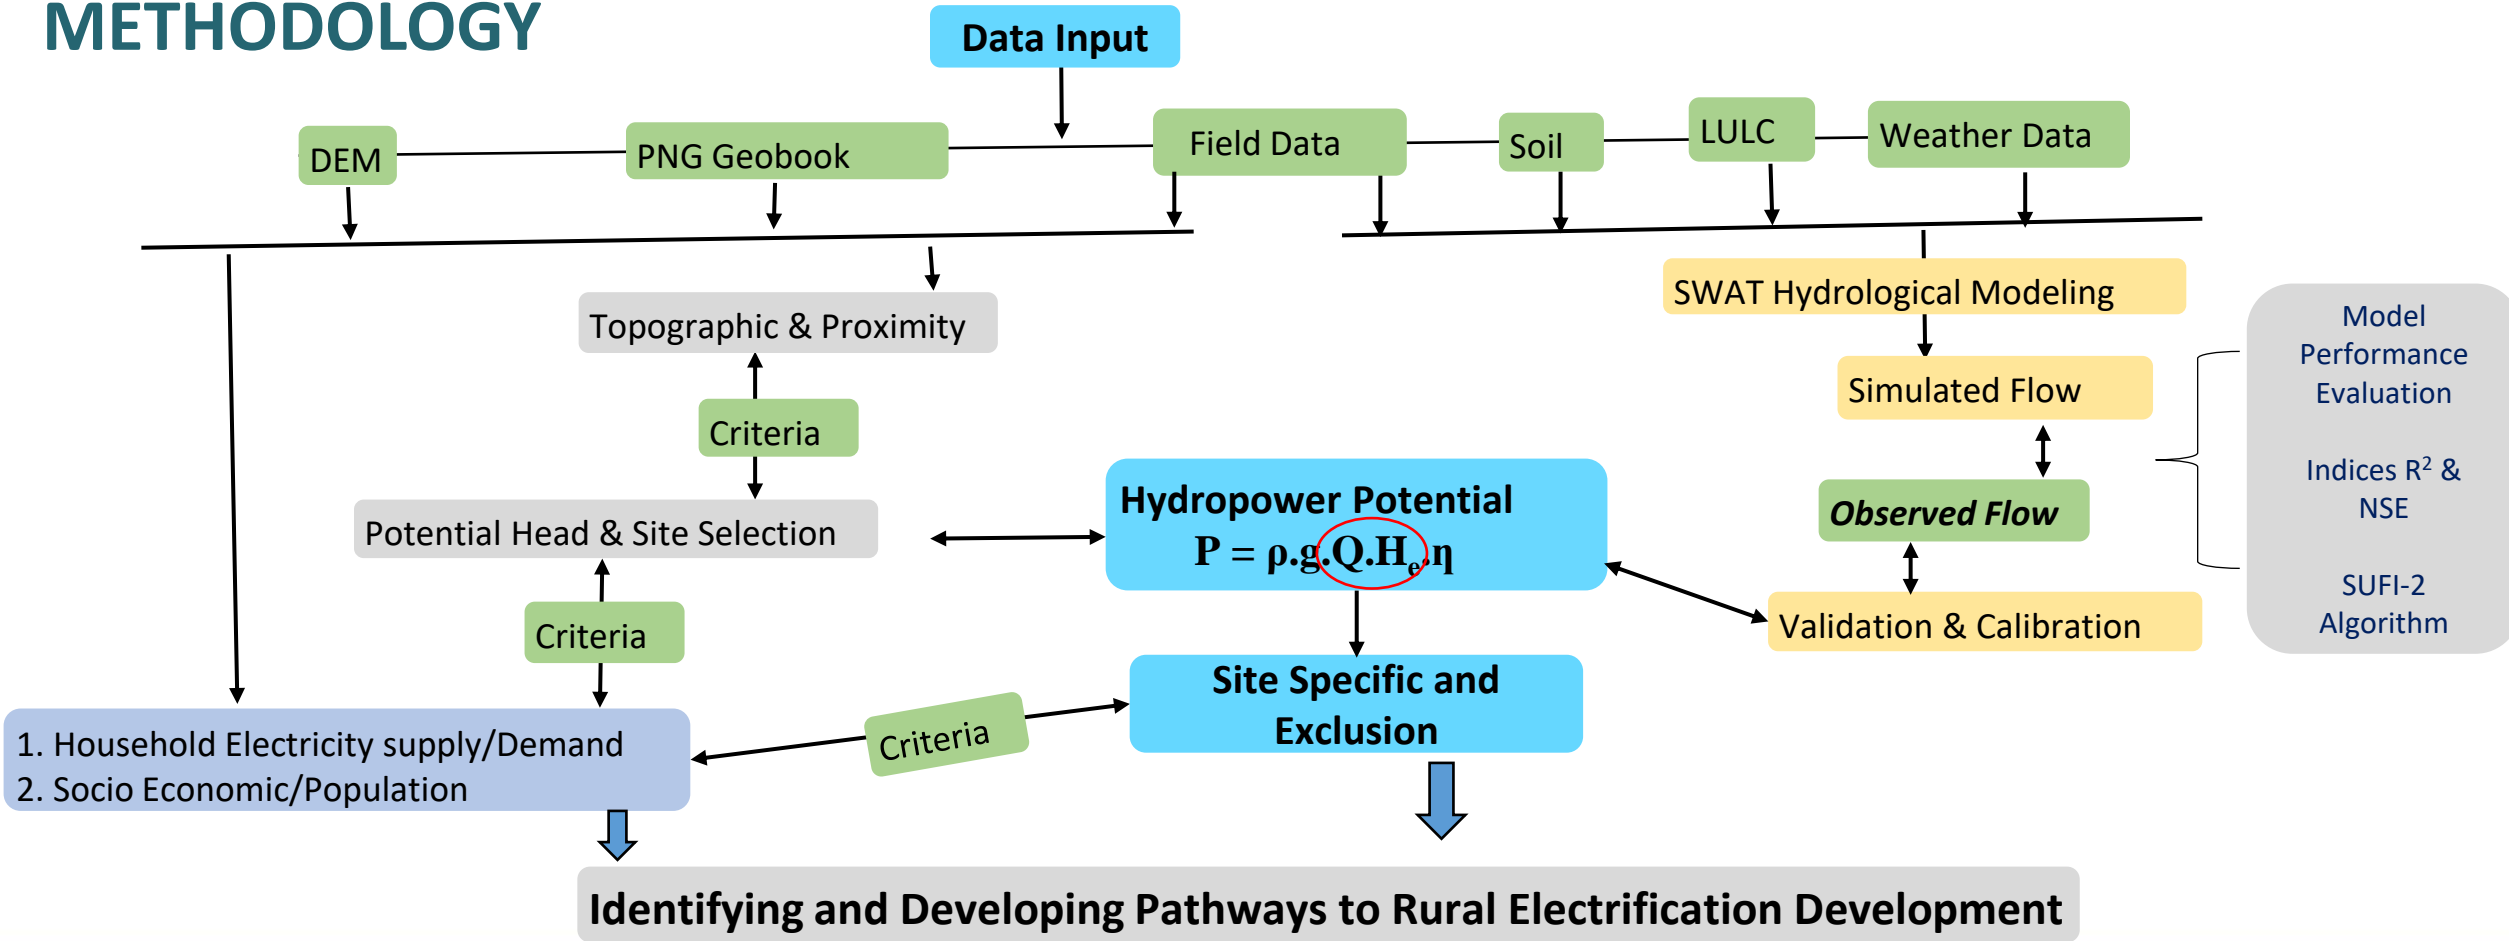 METHODOLOGY
Data Input
DEM
PNG Geobook
Field Data
Soil
LULC
Weather Data
Topographic & Proximity
Criteria
Potential Head & Site Selection
Criteria
1. Household Electricity supply/Demand
2. Socio Economic/Population
Criteria
Hydropower Potential
P = ρ.g.Q.Hₑ.η
Site Specific and
Exclusion
SWAT Hydrological Modeling
Simulated Flow
Observed Flow
Validation & Calibration
Model
Performance
Evaluation
Indices R² &
NSE
SUFI-2
Algorithm
Identifying and Developing Pathways to Rural Electrification Development